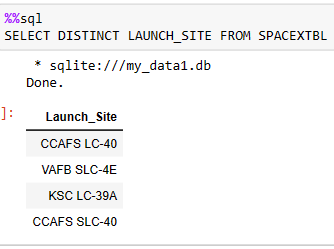 %%sql
SELECT DISTINCT LAUNCH_SITE FROM SPACEXTBL
* sqlite:///my_data1.db
Done.
]:
Launch_Site
CCAFS LC-40
VAFB SLC-4E
KSC LC-39A
CCAFS SLC-40